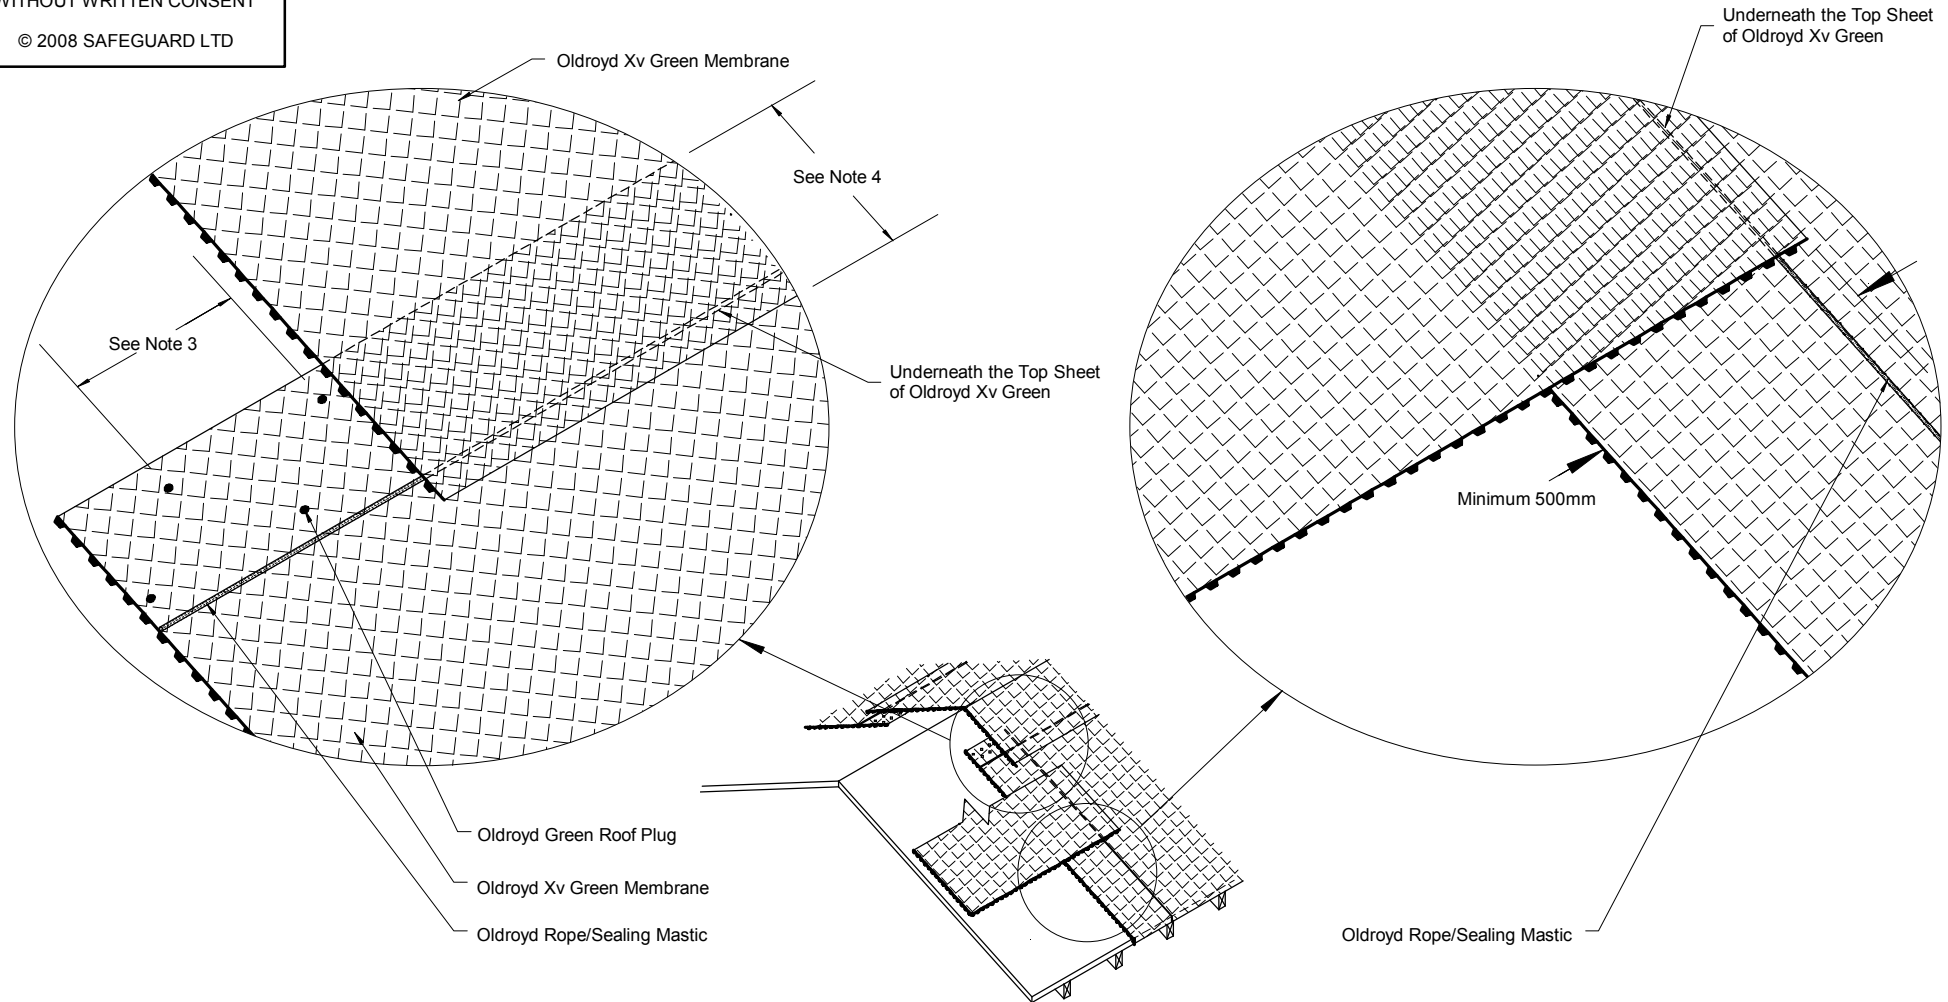 WITHOUT WRITTEN CONSENT
© 2008 SAFEGUARD LTD
Oldroyd Xv Green Membrane
See Note 4
See Note 3
Underneath the Top Sheet
of Oldroyd Xv Green
Oldroyd Green Roof Plug
Oldroyd Xv Green Membrane
Oldroyd Rope/Sealing Mastic
Underneath the Top Sheet
of Oldroyd Xv Green
Minimum 500mm
Oldroyd Rope/Sealing Mastic